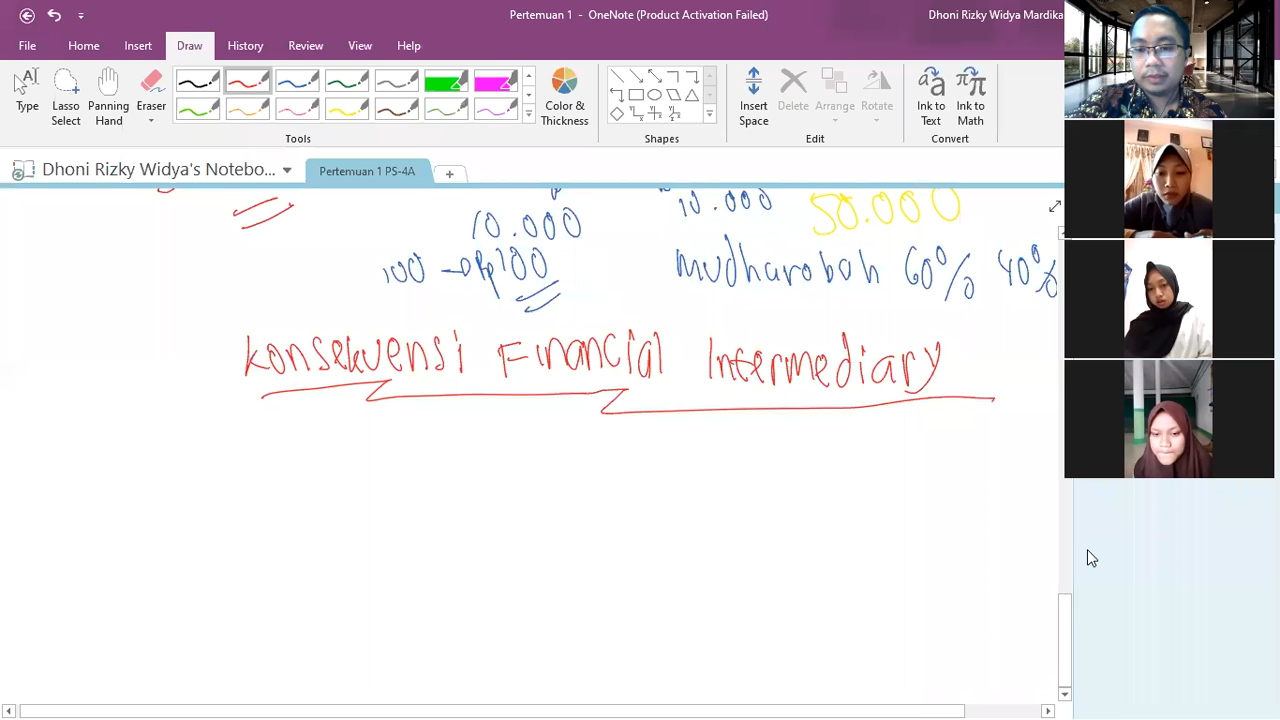 Pertemuan 1 - OneNote (Product Activation Failed)
Dhoni Rizky Widya Mardika
File Home Insert Draw History Review View Help
Type
Lasso Select
Panning Hand
Eraser
Color & Thickness
Insert Space
Delete
Arrange
Rotate
Ink to Text
Ink to Math
Tools
Shapes
Edit
Convert
Dhoni Rizky Widya's Notebo...
Pertemuan 1 PS-4A
10.000 10.000 50.000
100 → Rp 100 mudharobah 60% 40%
Konsekuensi Financial Intermediary